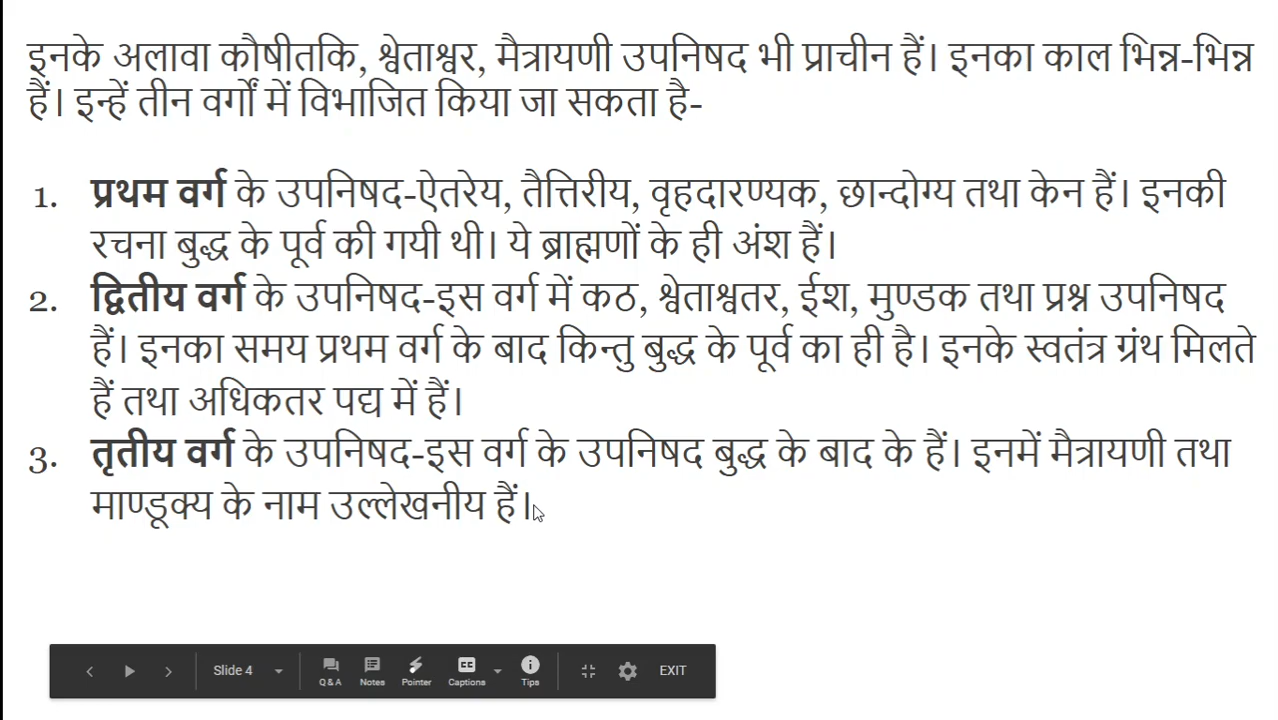 इनके अलावा कौषीतकि, श्वेताश्वर, मैत्रायणी उपनिषद भी प्राचीन हैं। इनका काल भिन्न-भिन्न
हैं। इन्हें तीन वर्गों में विभाजित किया जा सकता है-
1. प्रथम वर्ग के उपनिषद-ऐतरेय, तैत्तिरीय, वृहदारण्यक, छान्दोग्य तथा केन हैं। इनकी
रचना बुद्ध के पूर्व की गयी थी। ये ब्राह्मणों के ही अंश हैं।
2. द्वितीय वर्ग के उपनिषद-इस वर्ग में कठ, श्वेताश्वतर, ईश, मुण्डक तथा प्रश्न उपनिषद
हैं। इनका समय प्रथम वर्ग के बाद किन्तु बुद्ध के पूर्व का ही है। इनके स्वतंत्र ग्रंथ मिलते
हैं तथा अधिकतर पद्य में हैं।
3. तृतीय वर्ग के उपनिषद-इस वर्ग के उपनिषद बुद्ध के बाद के हैं। इनमें मैत्रायणी तथा
माण्डूक्य के नाम उल्लेखनीय हैं।
Slide 4 Q & A Notes Pointer Captions Tips EXIT